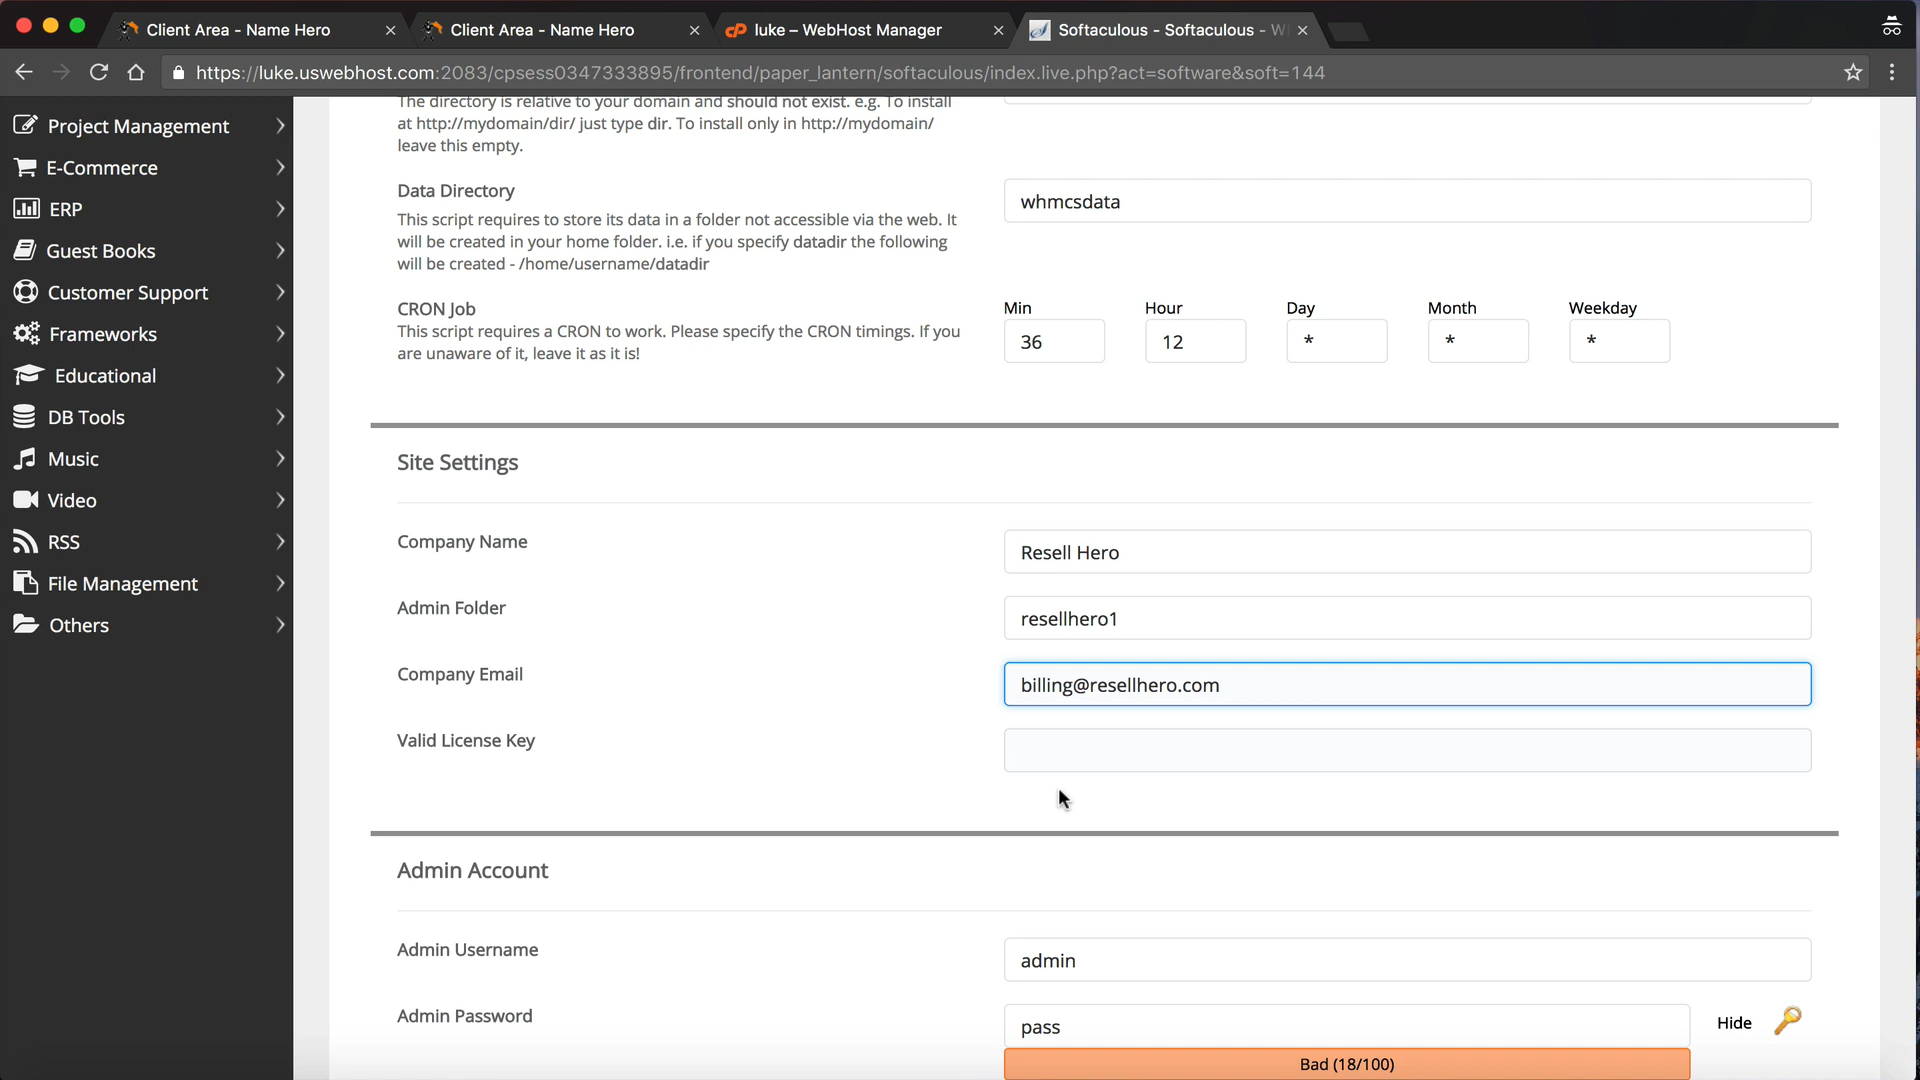 Client Area - Name Hero
Client Area - Name Hero
cP luke – WebHost Manager
Softaculous - Softaculous - W
https://luke.uswebhost.com:2083/cpsess0347333895/frontend/paper_lantern/softaculous/index.live.php?act=software&soft=144
Project Management
E-Commerce
ERP
Guest Books
Customer Support
Frameworks
Educational
DB Tools
Music
Video
RSS
File Management
Others
The directory is relative to your domain and should not exist. e.g. To install
at http://mydomain/dir/ just type dir. To install only in http://mydomain/
leave this empty.
Data Directory
This script requires to store its data in a folder not accessible via the web. It
will be created in your home folder. i.e. if you specify datadir the following
will be created - /home/username/datadir
whmcsdata
CRON Job
This script requires a CRON to work. Please specify the CRON timings. If you
are unaware of it, leave it as it is!
Min Hour Day Month Weekday
36 12 * * *
Site Settings
Company Name
Resell Hero
Admin Folder
resellhero1
Company Email
billing@resellhero.com
Valid License Key
Admin Account
Admin Username
admin
Admin Password
pass
Hide
Bad (18/100)